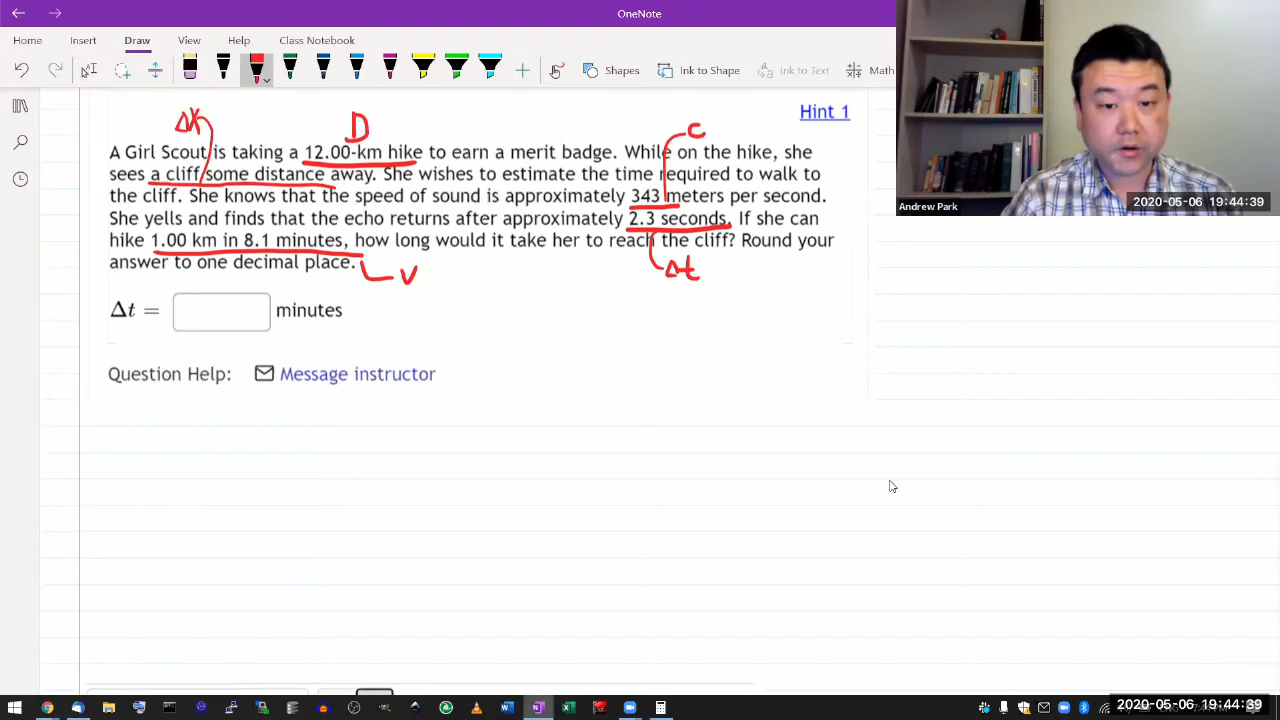 OneNote
Home Insert Draw View Help Class Notebook
Shapes Ink to Shape Ink to Text Math
Hint 1
Δx D C
A Girl Scout is taking a 12.00-km hike to earn a merit badge. While on the hike, she
sees a cliff some distance away. She wishes to estimate the time required to walk to
the cliff. She knows that the speed of sound is approximately 343 meters per second.
She yells and finds that the echo returns after approximately 2.3 seconds. If she can
hike 1.00 km in 8.1 minutes, how long would it take her to reach the cliff? Round your
answer to one decimal place.
v Δt
Δt = minutes
Question Help: Message instructor
Andrew Park
2020-05-06 19:44:39
2020-05-06 19:44:39